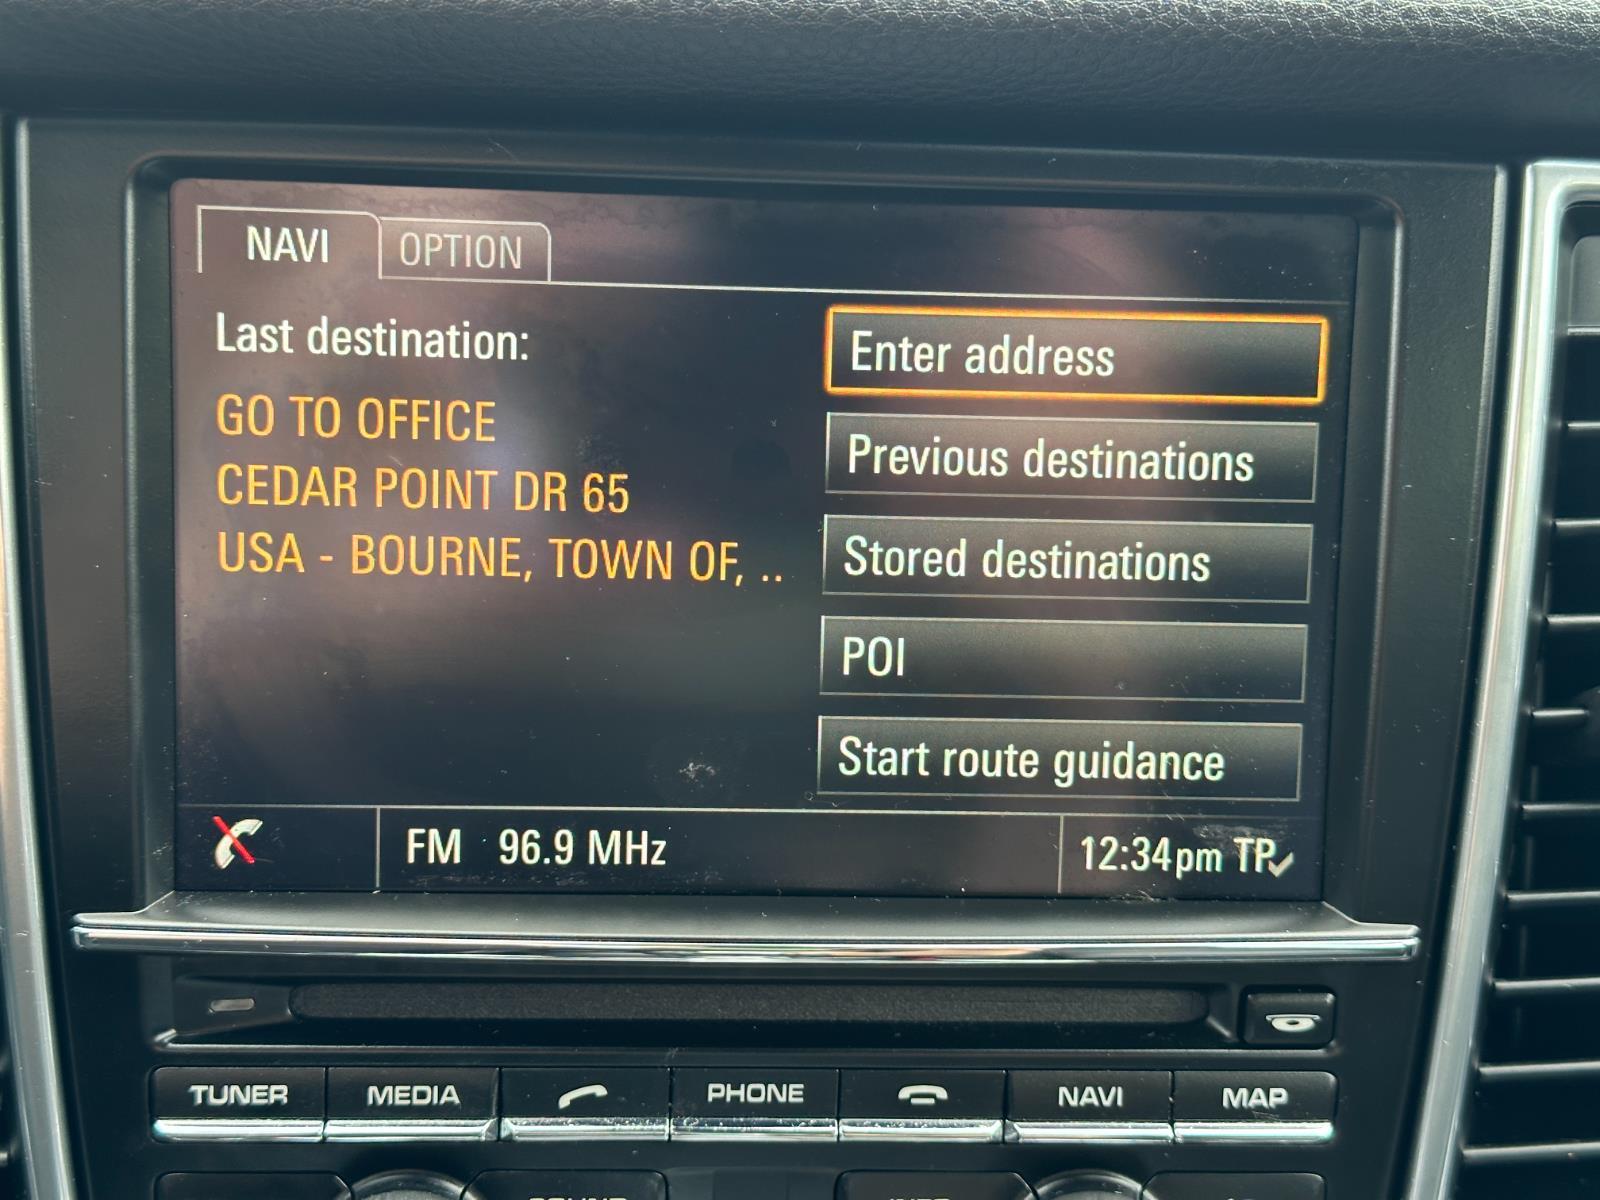 NAVI OPTION
Last destination:
GO TO OFFICE
CEDAR POINT DR 65
USA - BOURNE, TOWN OF, ..
Enter address
Previous destinations
Stored destinations
POI
Start route guidance
FM 96.9 MHz
12:34pm TP
TUNER MEDIA PHONE NAVI MAP